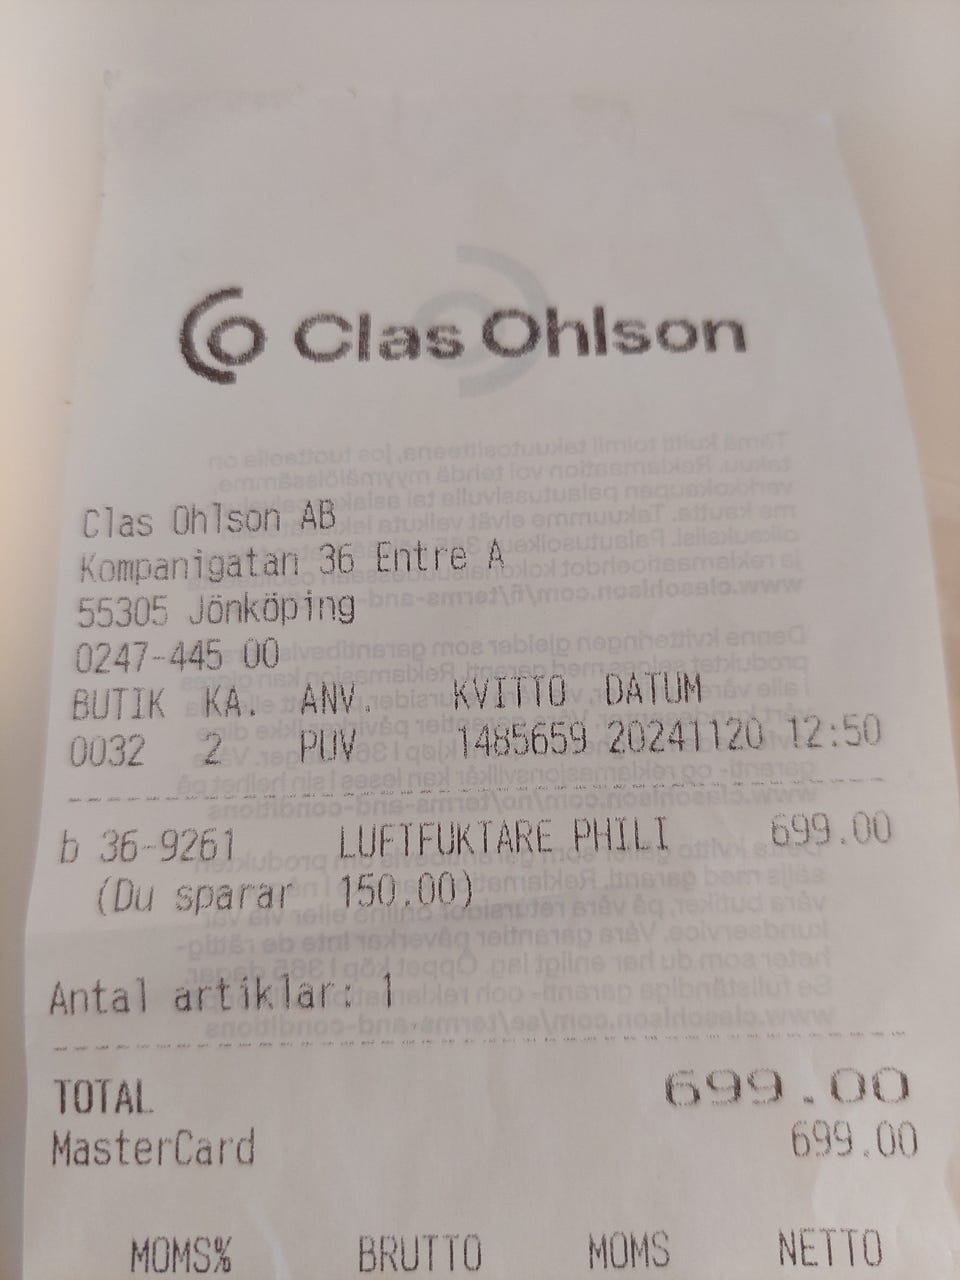 Clas Ohlson
Clas Ohlson AB
Kompanigatan 36 Entre A
55305 Jönköping
0247-445 00
BUTIK KA. ANV. KVITTO DATUM
0032 2 PUV 1485659 20241120 12:50
b 36-9261 LUFTFUKTARE PHILI 699.00
(Du sparar 150.00)
Antal artiklar: 1
TOTAL 699.00
MasterCard 699.00
MOMS% BRUTTO MOMS NETTO